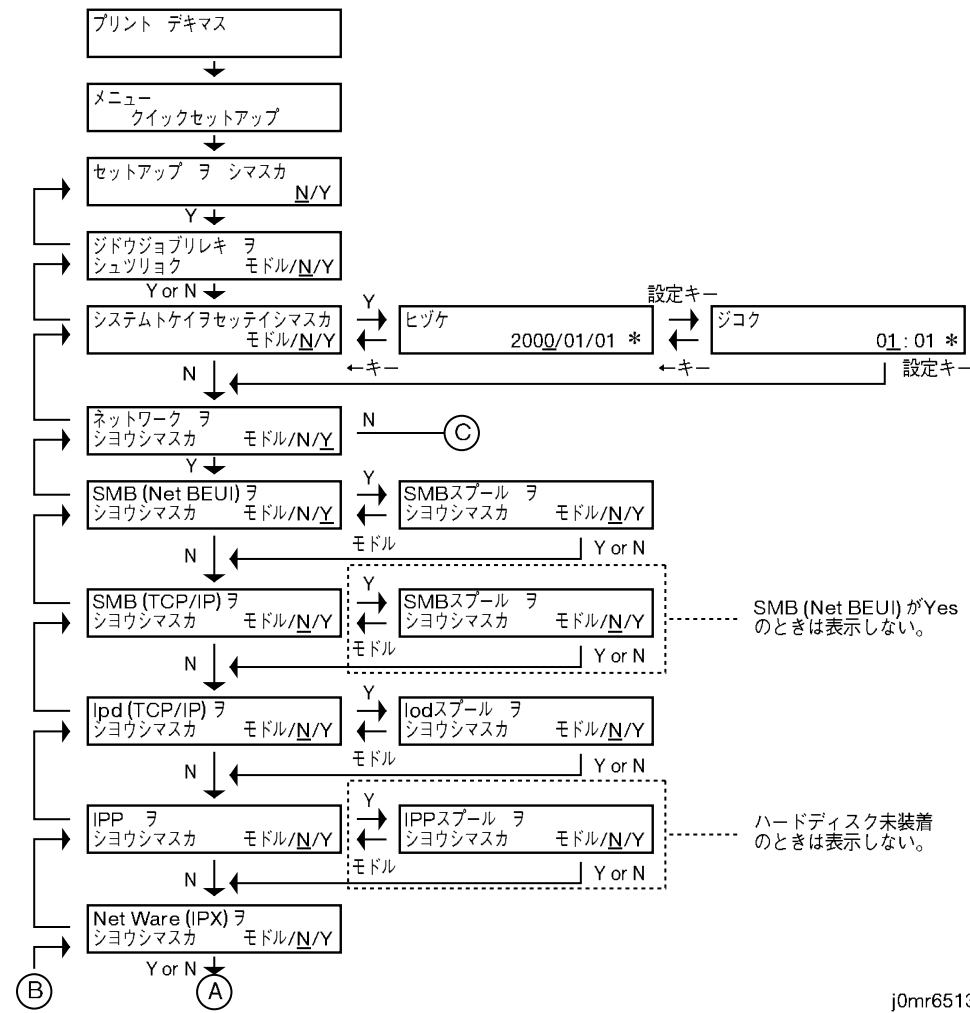 プリント デキマス
メニュー
クイックセットアップ
セットアップ ヲ シマスカ
N/Y
Y
ジドウジョブリレキ ヲ
シュツリョク モドル/N/Y
Y or N
システムトケイヲセッテイシマスカ
モドル/N/Y
Y
←キー
ヒヅケ
2000/01/01 *
設定キー
←キー
ジコク
01:01 *
設定キー
N
ネットワーク ヲ
シヨウシマスカ モドル/N/Y
N
C
Y
SMB (Net BEUI) ヲ
シヨウシマスカ モドル/N/Y
Y
モドル
SMBスプール ヲ
シヨウシマスカ モドル/N/Y
Y or N
N
SMB (TCP/IP) ヲ
シヨウシマスカ モドル/N/Y
Y
モドル
SMBスプール ヲ
シヨウシマスカ モドル/N/Y
Y or N
SMB (Net BEUI) がYes
のときは表示しない。
N
lpd (TCP/IP) ヲ
シヨウシマスカ モドル/N/Y
Y
モドル
lodスプール ヲ
シヨウシマスカ モドル/N/Y
Y or N
N
IPP ヲ
シヨウシマスカ モドル/N/Y
Y
モドル
IPPスプール ヲ
シヨウシマスカ モドル/N/Y
Y or N
ハードディスク未装着
のときは表示しない。
N
Net Ware (IPX) ヲ
シヨウシマスカ モドル/N/Y
Y or N
B
A
j0mr6513